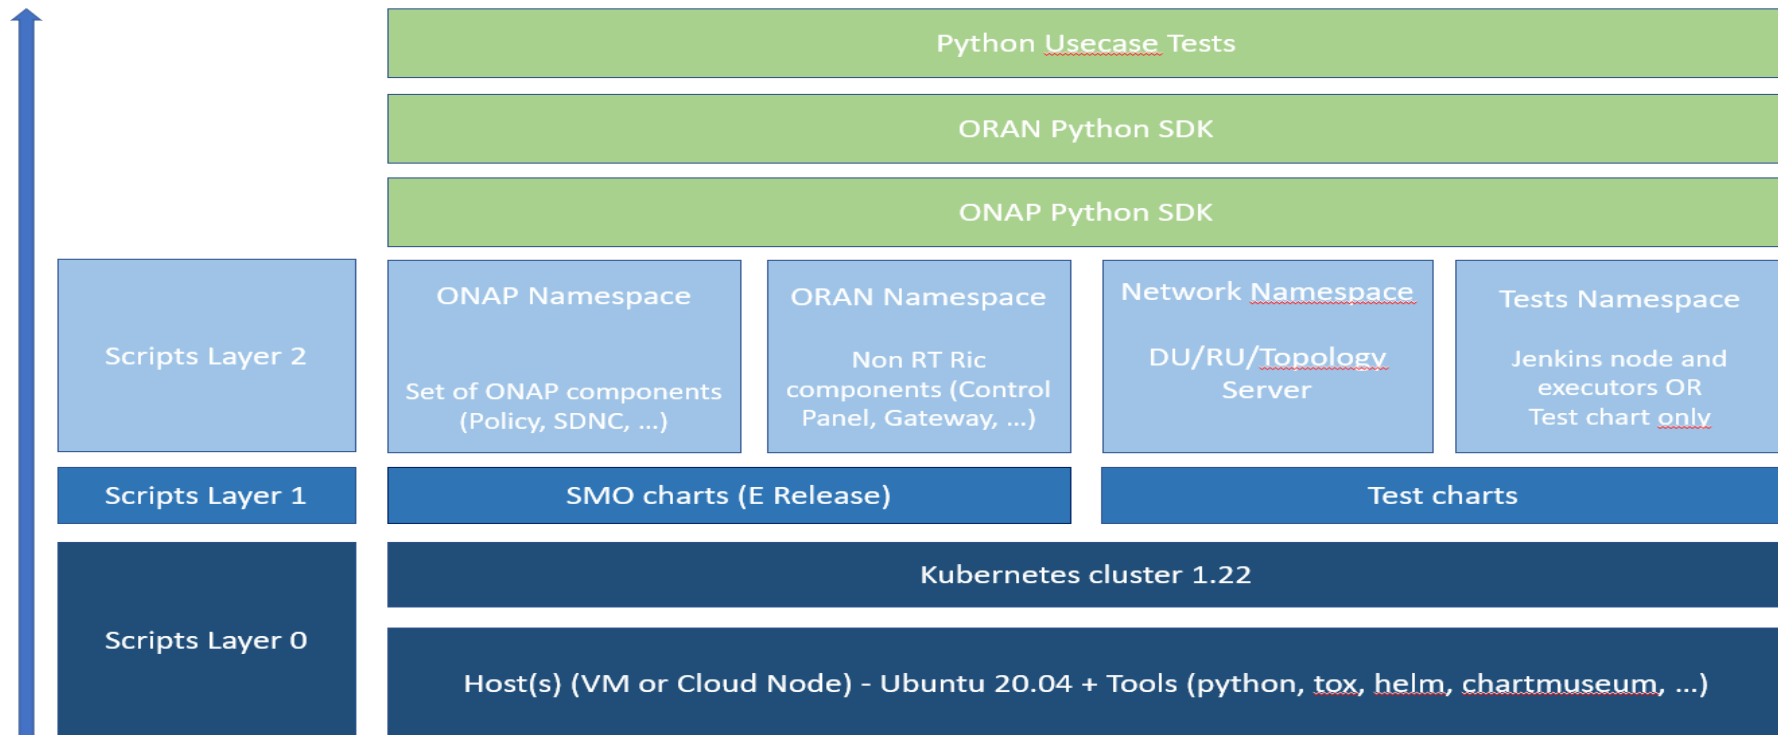 Python Usecase Tests
ORAN Python SDK
ONAP Python SDK
Scripts Layer 2
ONAP Namespace
Set of ONAP components
(Policy, SDNC, ...)
ORAN Namespace
Non RT Ric
components (Control
Panel, Gateway, ...)
Network Namespace
DU/RU/Topology
Server
Tests Namespace
Jenkins node and
executors OR
Test chart only
Scripts Layer 1
SMO charts (E Release)
Test charts
Scripts Layer 0
Kubernetes cluster 1.22
Host(s) (VM or Cloud Node) - Ubuntu 20.04 + Tools (python, tox, helm, chartmuseum, ...)